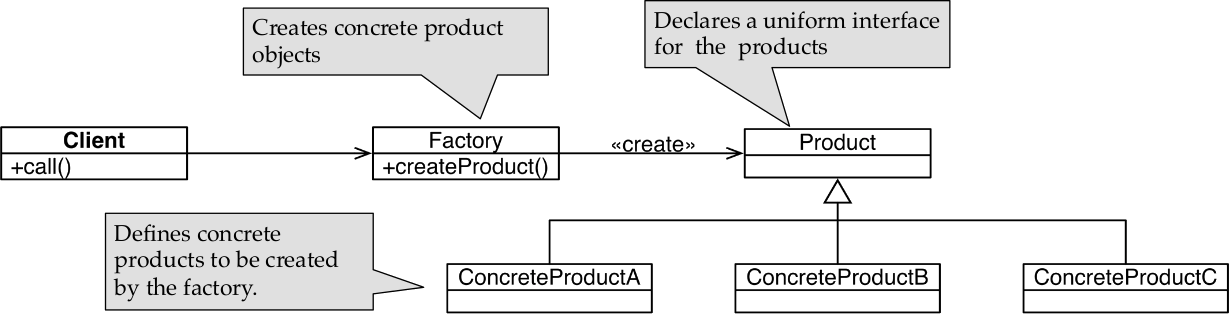 Creates concrete product
objects
Declares a uniform interface
for the products
Client
+call()
Factory
+createProduct()
«create»
Product
Defines concrete
products to be created
by the factory.
ConcreteProductA
ConcreteProductB
ConcreteProductC